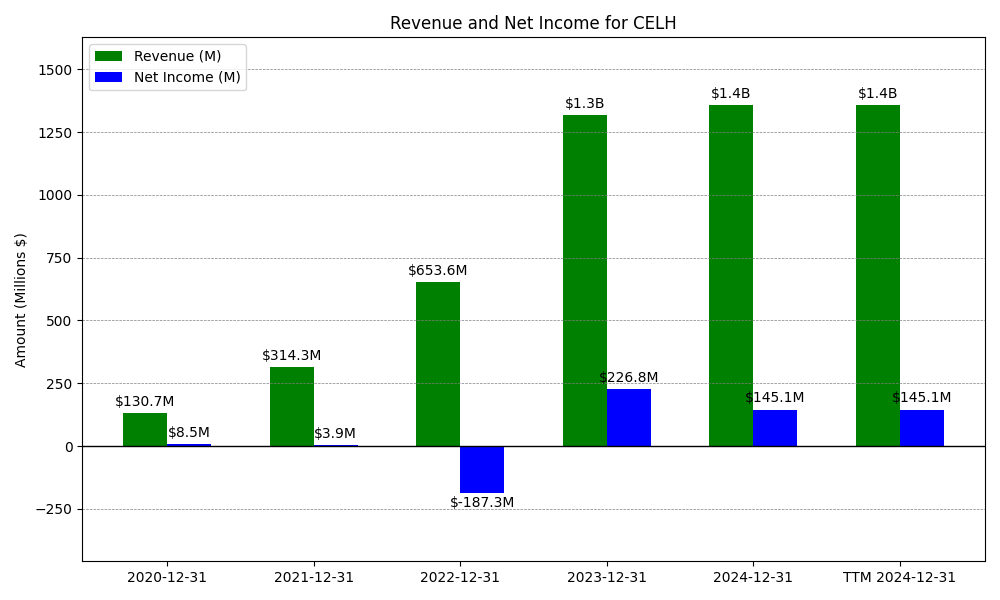 Revenue and Net Income for CELH
Revenue (M)
Net Income (M)
Amount (Millions $)
1500
1250
1000
750
500
250
0
−250
$130.7M
$8.5M
$314.3M
$3.9M
$653.6M
$-187.3M
$1.3B
$226.8M
$1.4B
$145.1M
$1.4B
$145.1M
2020-12-31
2021-12-31
2022-12-31
2023-12-31
2024-12-31
TTM 2024-12-31